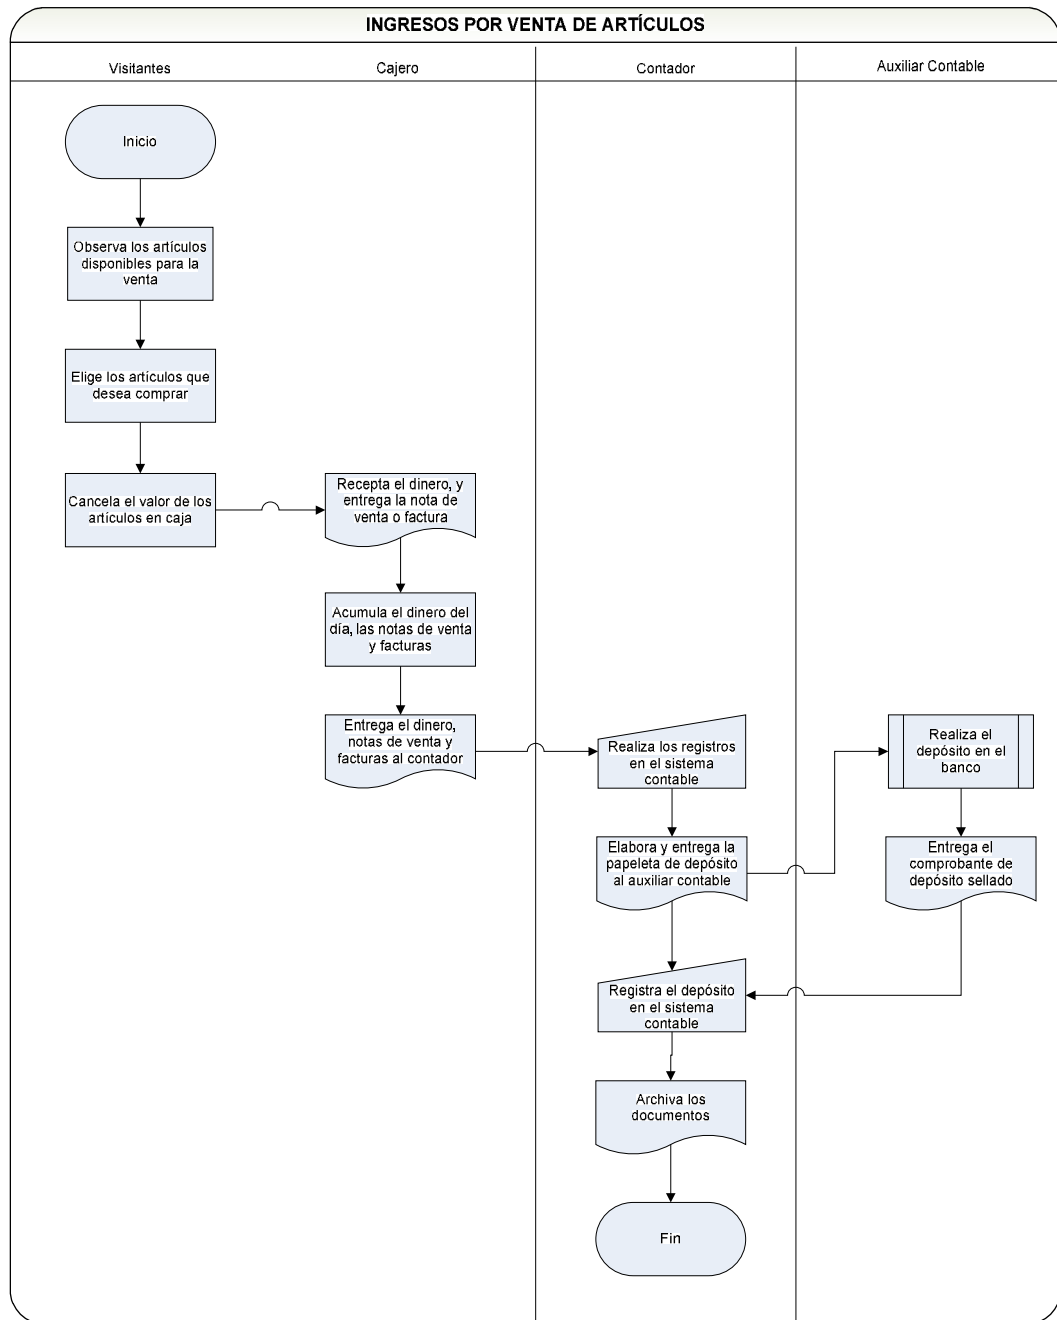 INGRESOS POR VENTA DE ARTÍCULOS
Visitantes
Cajero
Contador
Auxiliar Contable
Inicio
Observa los artículos
disponibles para la
venta
Elige los artículos que
desea comprar
Cancela el valor de los
artículos en caja
Recepta el dinero, y
entrega la nota de
venta o factura
Acumula el dinero del
día, las notas de venta
y facturas
Entrega el dinero,
notas de venta y
facturas al contador
Realiza los registros
en el sistema
contable
Realiza el
depósito en el
banco
Elabora y entrega la
papeleta de depósito
al auxiliar contable
Entrega el
comprobante de
depósito sellado
Registra el depósito
en el sistema
contable
Archiva los
documentos
Fin